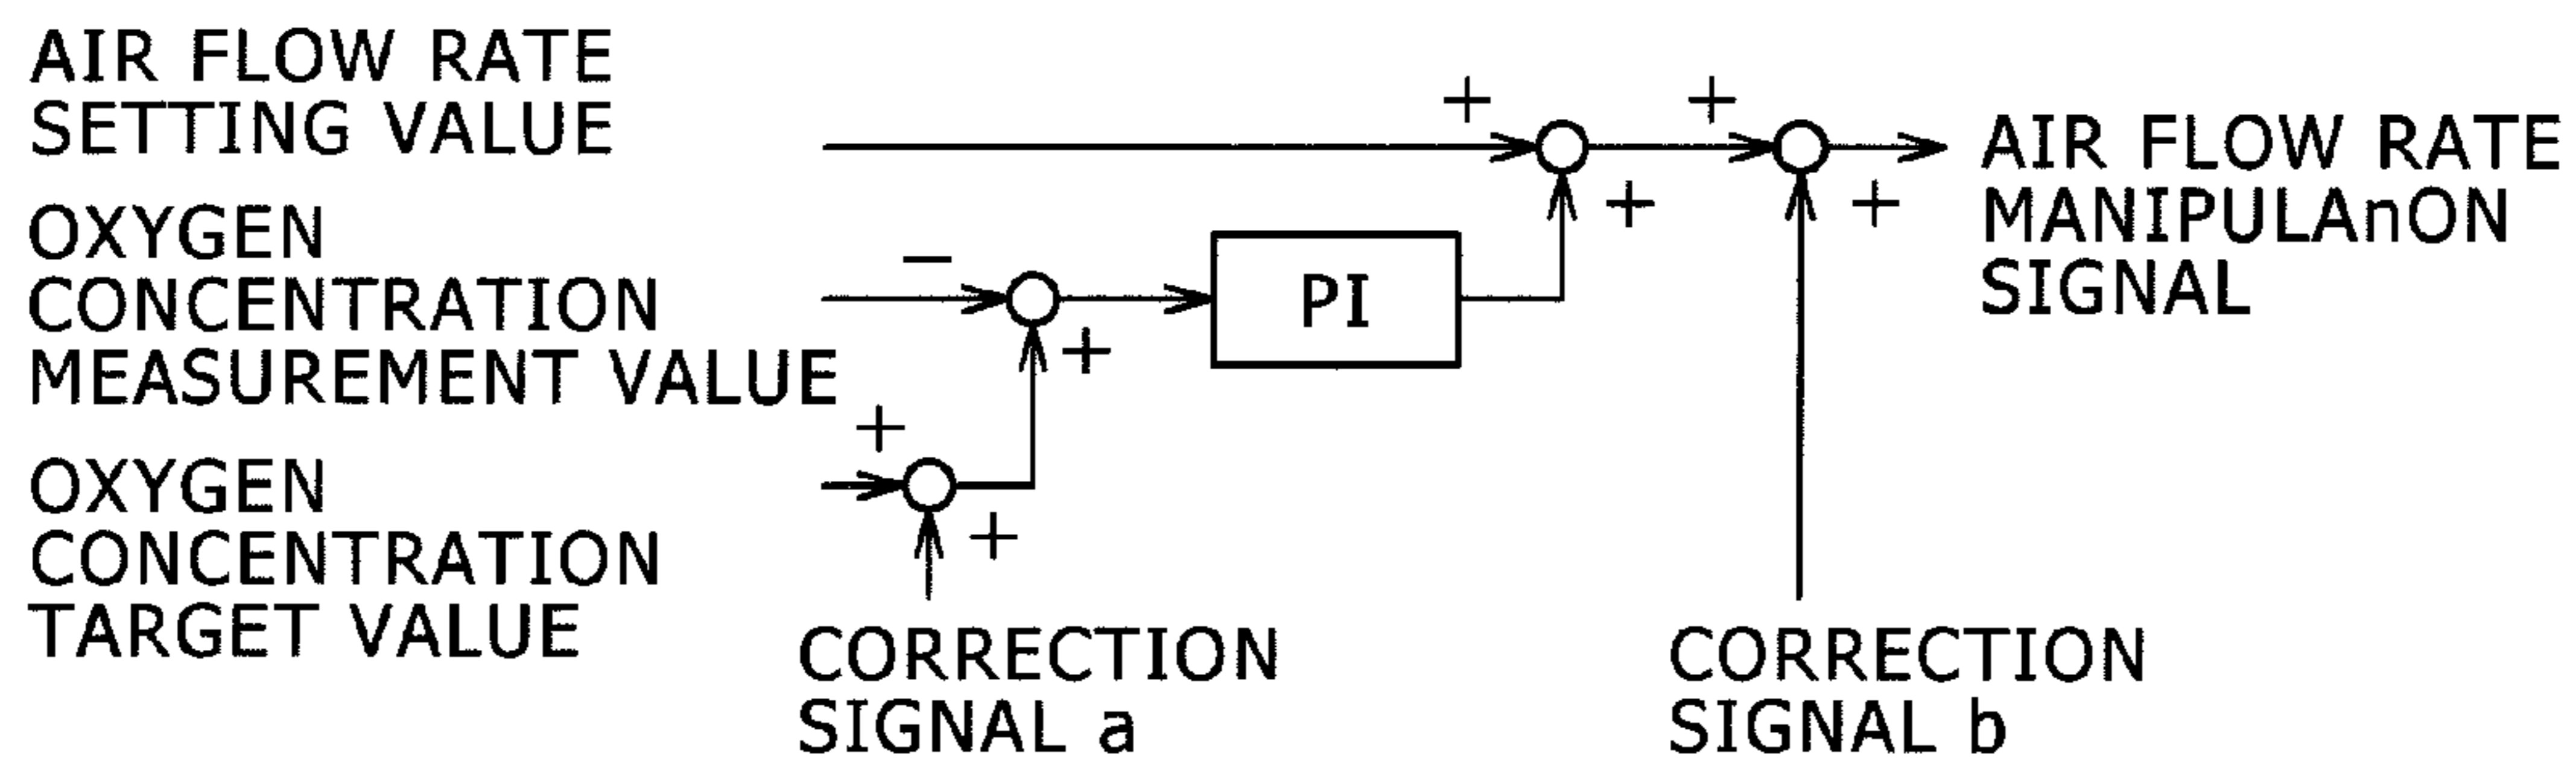 AIR FLOW RATE
SETTING VALUE
+ +
AIR FLOW RATE
MANIPULAnON
SIGNAL
+ +
OXYGEN
CONCENTRATION
MEASUREMENT VALUE
−
+
PI
+
OXYGEN
CONCENTRATION
TARGET VALUE
+
CORRECTION
SIGNAL a
CORRECTION
SIGNAL b